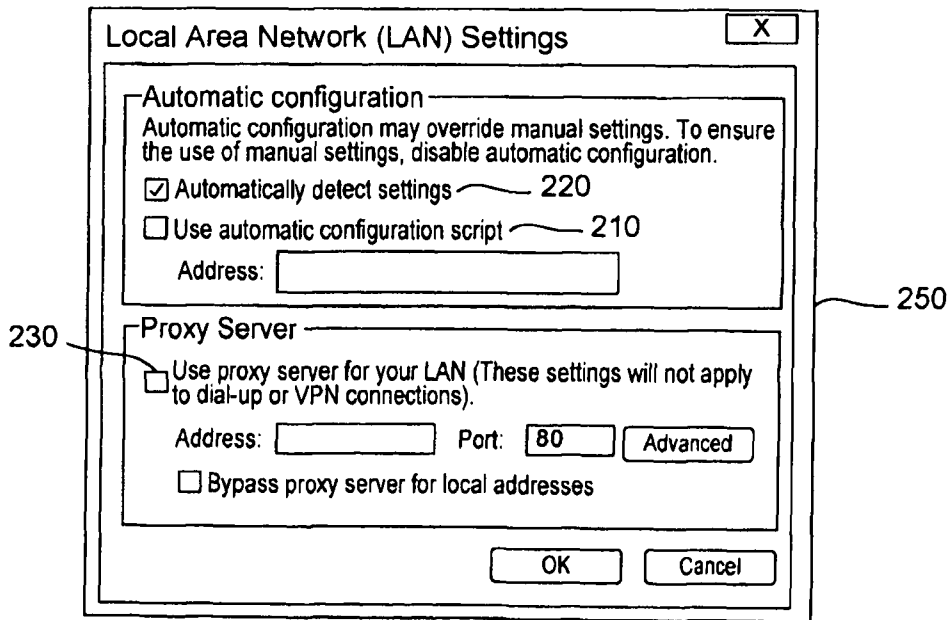 Local Area Network (LAN) Settings X
Automatic configuration
Automatic configuration may override manual settings. To ensure
the use of manual settings, disable automatic configuration.
Automatically detect settings 220
Use automatic configuration script 210
Address:
250
Proxy Server
230
Use proxy server for your LAN (These settings will not apply
to dial-up or VPN connections).
Address: Port: 80 Advanced
Bypass proxy server for local addresses
OK Cancel